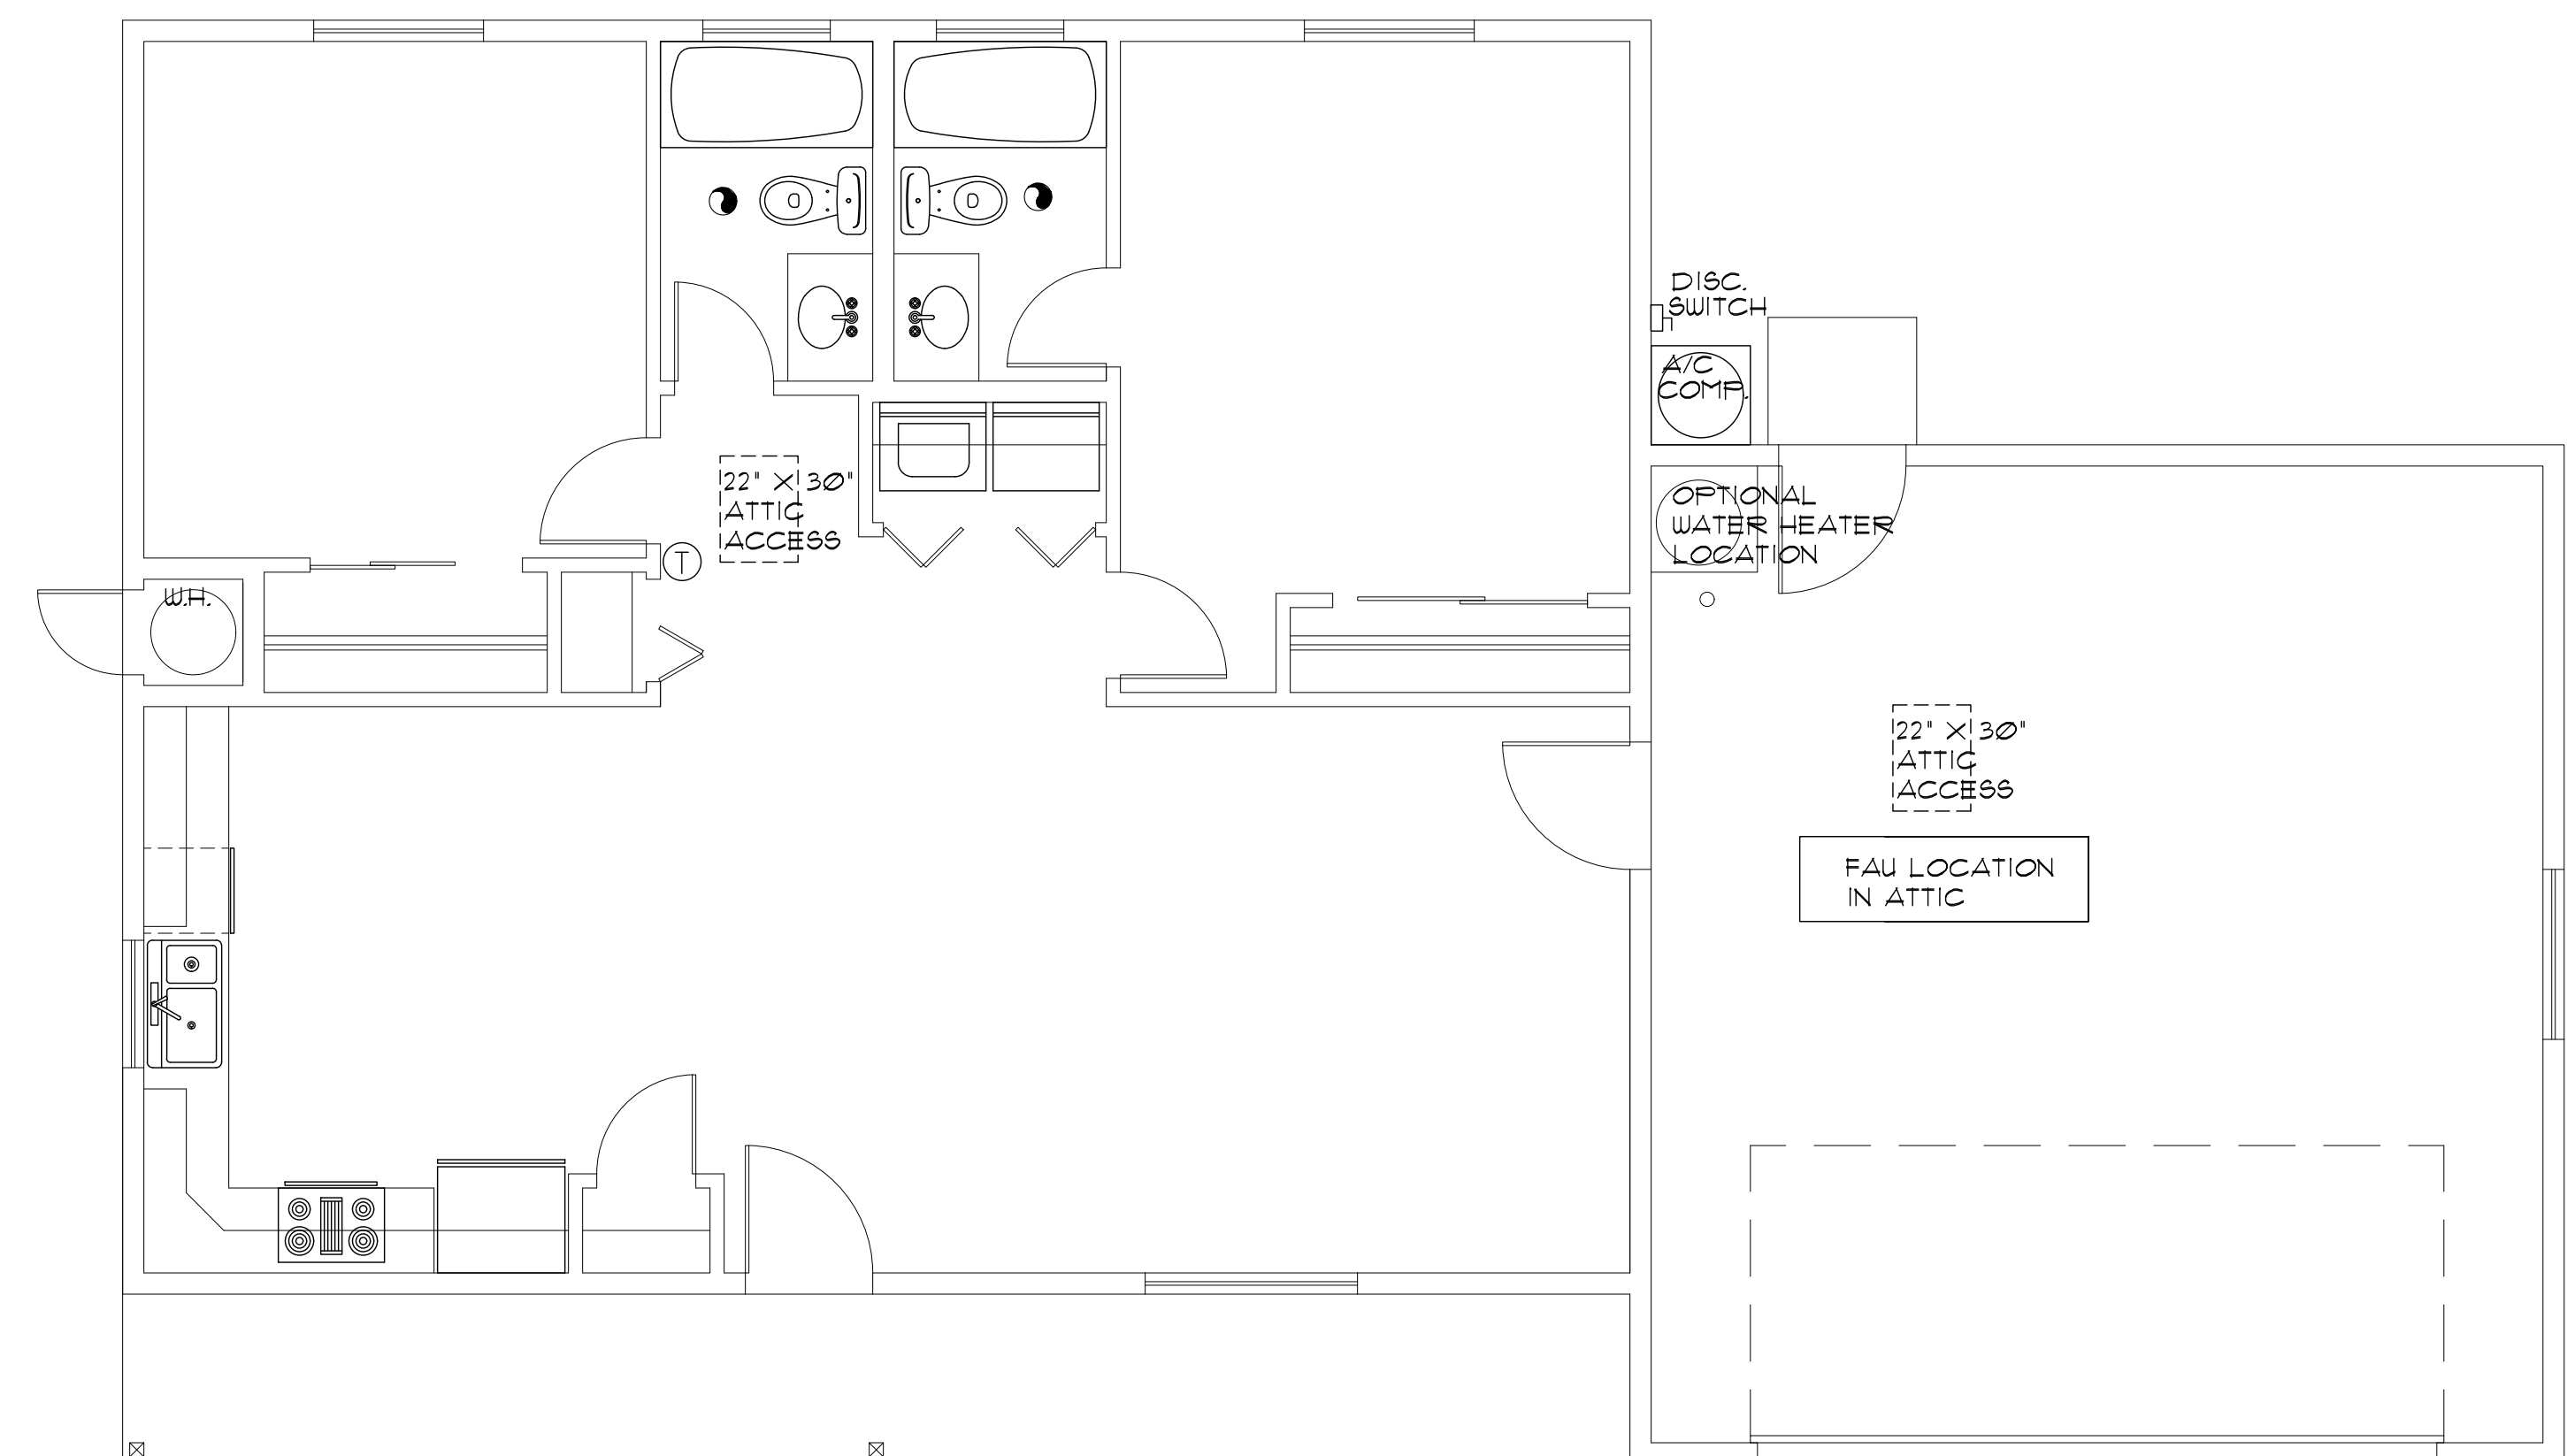 DISC.
SWITCH
A/C
COMP.
22" X 30"
ATTIC
ACCESS
OPTIONAL
WATER HEATER
LOCATION
T
W.H.
22" X 30"
ATTIC
ACCESS
FAU LOCATION
IN ATTIC